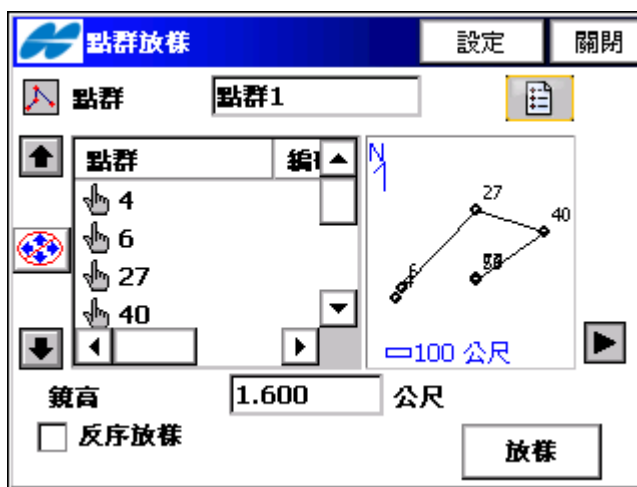 點群放樣 設定 關閉
點群 點群1
點群
4
6
27
40
N
27
40
6
100 公尺
鏡高 1.600 公尺
反序放樣
放樣